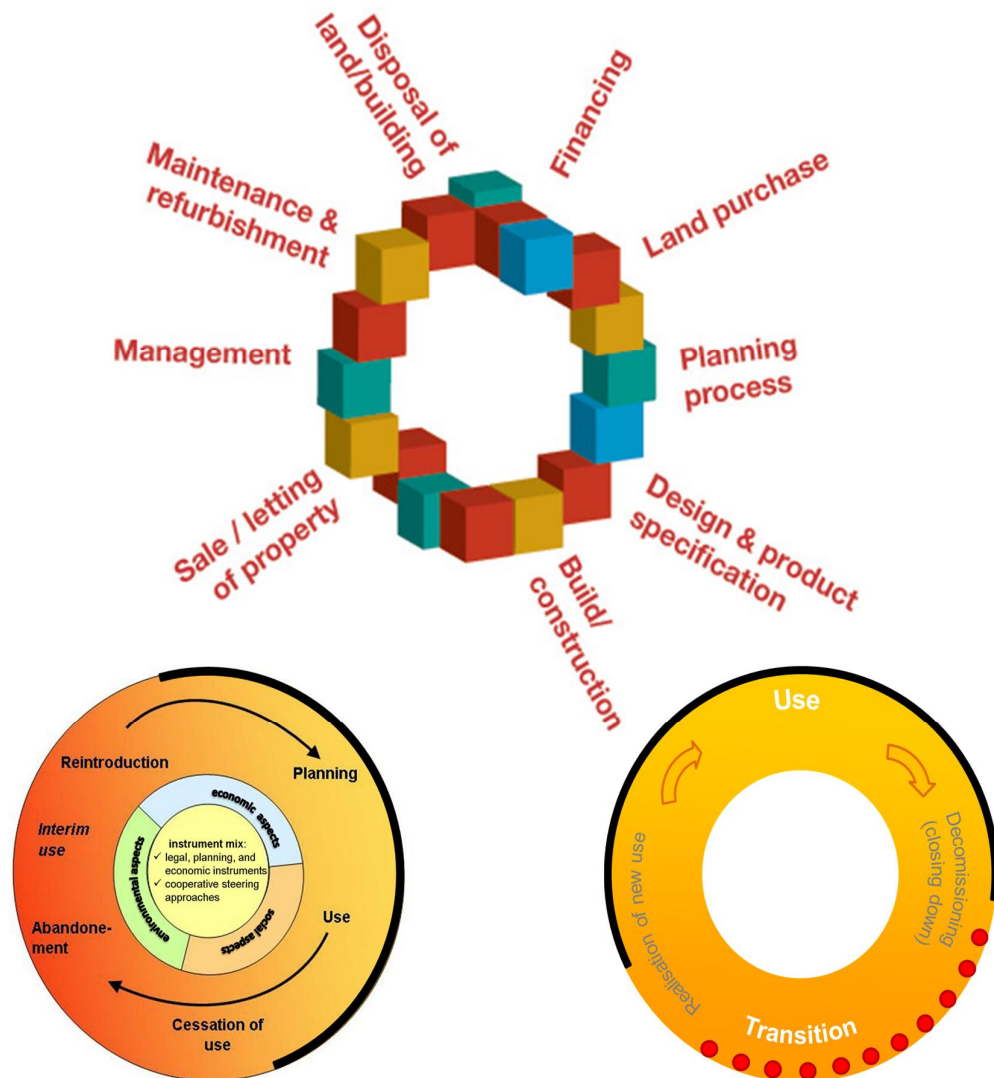 Disposal of
land/building
Financing
Land purchase
Planning
process
Design & product
specification
Build/
construction
Sale / letting
of property
Management
Maintenance &
refurbishment
Reintroduction
Planning
Interim
use
Abandone-
ment
Use
Cessation of
use
economic aspects
environmental aspects
social aspects
instrument mix:
✓ legal, planning, and
economic instruments
✓ cooperative steering
approaches
Use
Decomissioning
(closing down)
Transition
Realisation of new use